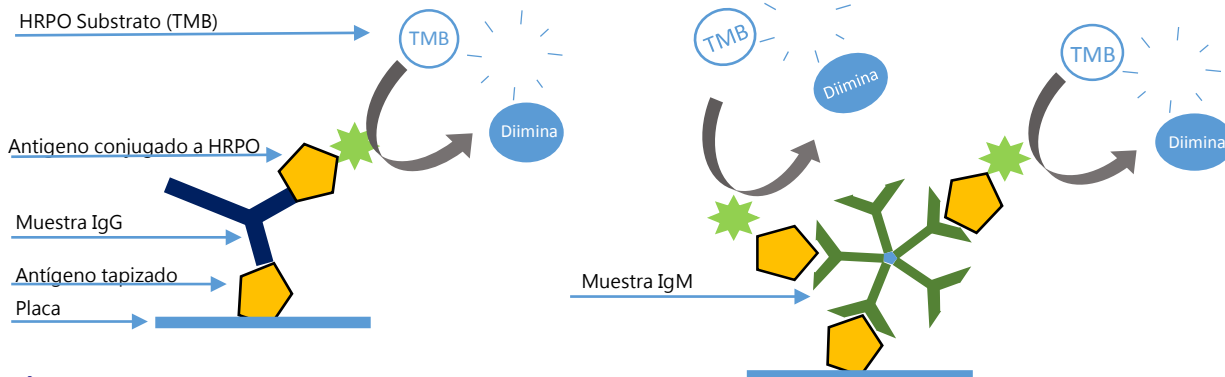 HRPO Substrato (TMB)
TMB
Diimina
Antigeno conjugado a HRPO
Muestra IgG
Antígeno tapizado
Placa
TMB
Diimina
TMB
Diimina
Muestra IgM